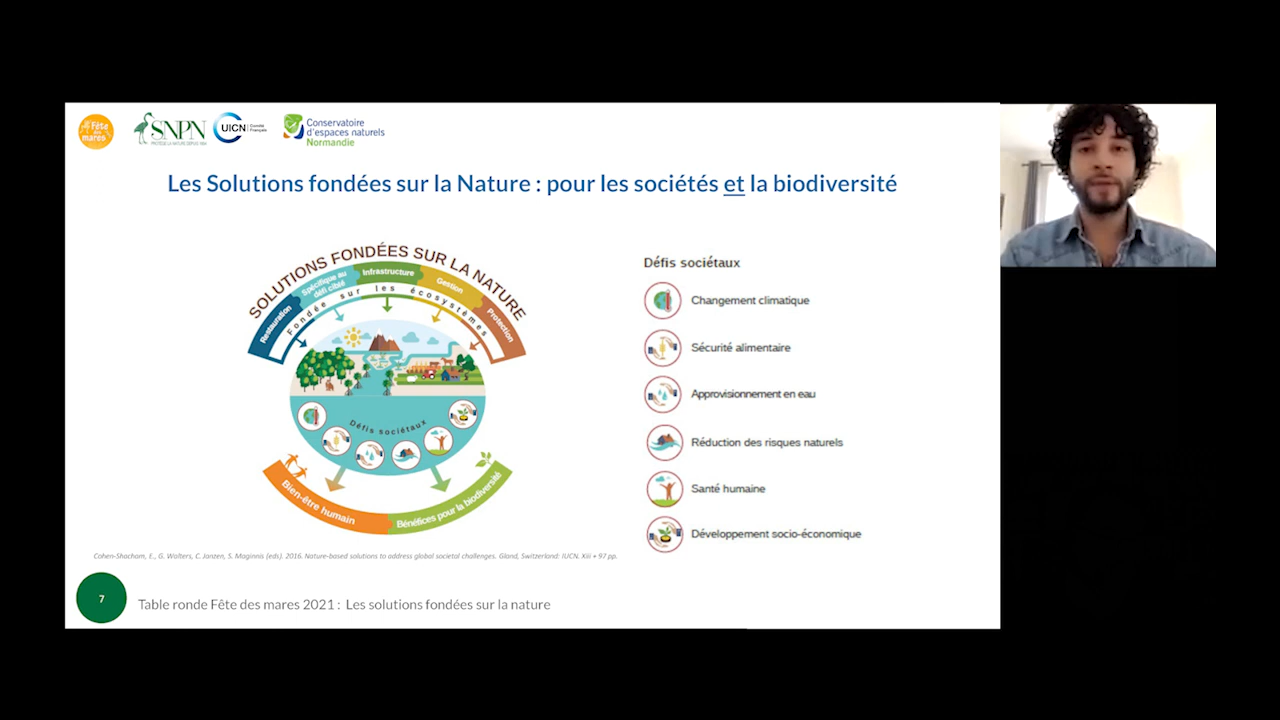 Fête
des
mares
SNPN
PROTÉGE LA NATURE DEPUIS 1854
UICN
Comité
Français
Conservatoire
d'espaces naturels
Normandie
Les Solutions fondées sur la Nature : pour les sociétés et la biodiversité
SOLUTIONS FONDÉES SUR LA NATURE
Restauration
Spécifique au
défi ciblé
Infrastructure
Gestion
Protection
Fondée sur les écosystèmes
Défis sociétaux
Bien-être humain
Bénéfices pour la biodiversité
Défis sociétaux
Changement climatique
Sécurité alimentaire
Approvisionnement en eau
Réduction des risques naturels
Santé humaine
Développement socio-économique
Cohen-Shacham, E., G. Walters, C. Janzen, S. Maginnis (eds). 2016. Nature-based solutions to address global societal challenges. Gland, Switzerland: IUCN. Xiii + 97 pp.
7
Table ronde Fête des mares 2021 : Les solutions fondées sur la nature